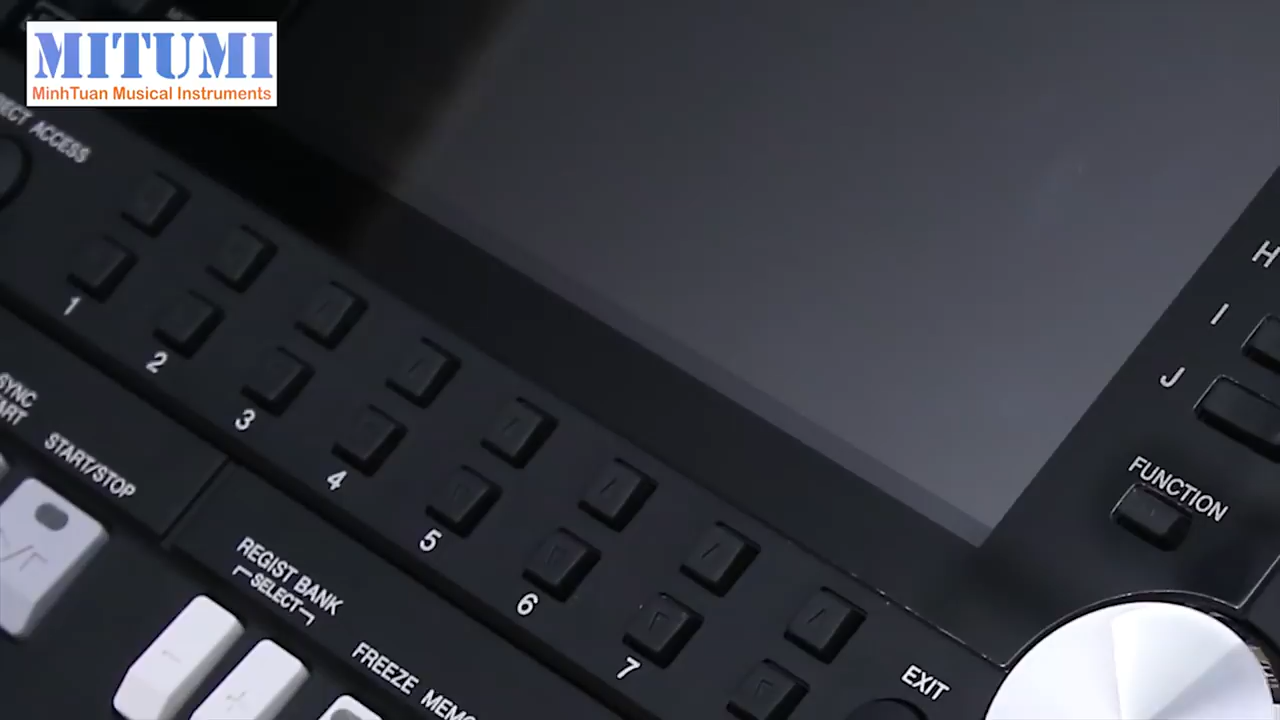 MITUMI
MinhTuan Musical Instruments
ACCESS
H
I
J
1
2
3
4
5
6
7
SYNC
START/STOP
FUNCTION
REGIST BANK
SELECT
FREEZE
EXIT